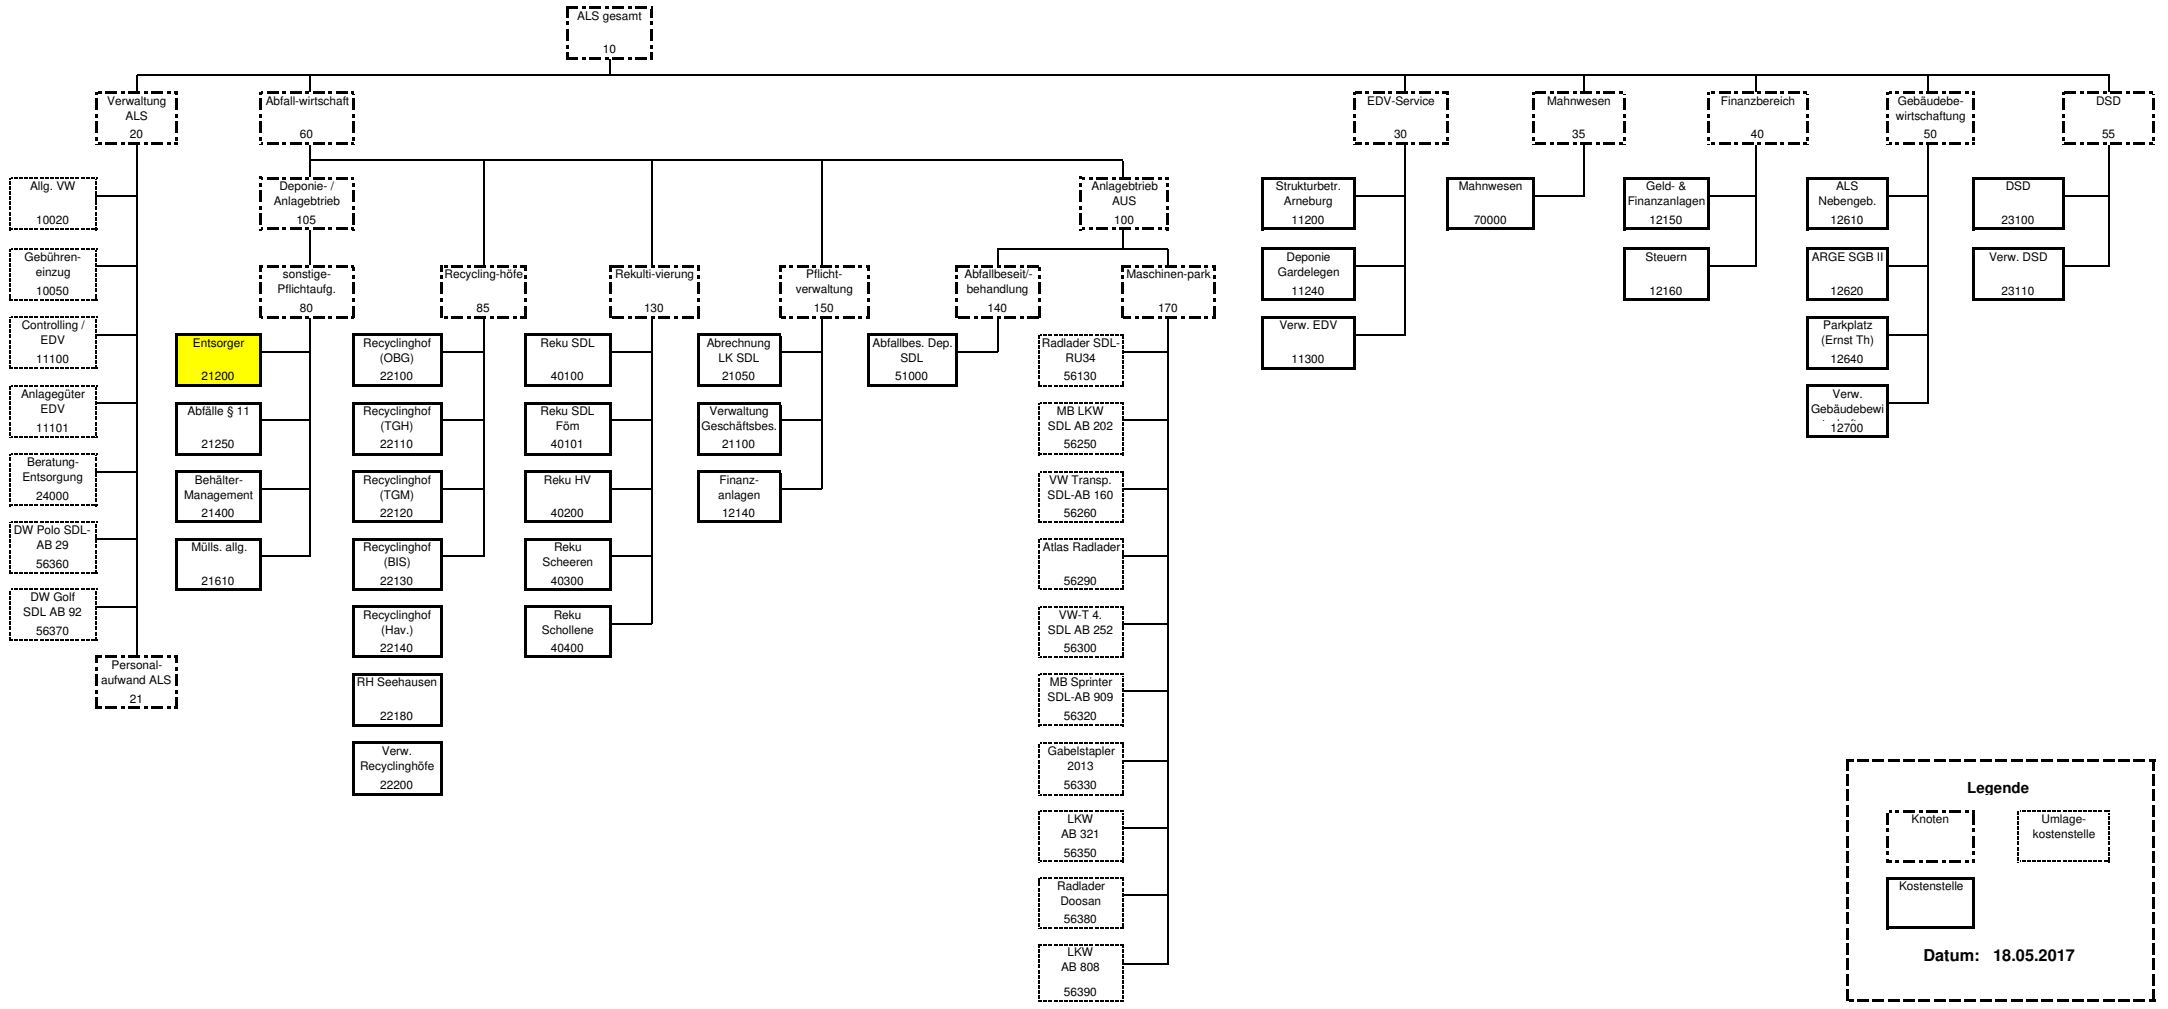 ALS gesamt
10
Verwaltung
ALS
20
Abfall-wirtschaft
60
EDV-Service
30
Mahnwesen
35
Finanzbereich
40
Gebäudebe-
wirtschaftung
50
DSD
55
Allg. VW
10020
Gebühren-
einzug
10050
Controlling /
EDV
11100
Anlagegüter
EDV
11101
Beratung-
Entsorgung
24000
DW Polo SDL-
AB 29
56360
DW Golf
SDL AB 92
56370
Personal-
aufwand ALS
21
Deponie- /
Anlagebtrieb
105
Anlagebtrieb
AUS
100
sonstige-
Pflichtaufg.
80
Recycling-höfe
85
Rekulti-vierung
130
Pflicht-
verwaltung
150
Abfallbeseit/-
behandlung
140
Maschinen-park
170
Entsorger
21200
Abfälle § 11
21250
Behälter-
Management
21400
Mülls. allg.
21610
Recyclinghof
(OBG)
22100
Recyclinghof
(TGH)
22110
Recyclinghof
(TGM)
22120
Recyclinghof
(BIS)
22130
Recyclinghof
(Hav.)
22140
RH Seehausen
22180
Verw.
Recyclinghöfe
22200
Reku SDL
40100
Reku SDL
Föm
40101
Reku HV
40200
Reku
Scheeren
40300
Reku
Schollene
40400
Abrechnung
LK SDL
21050
Verwaltung
Geschäftsbes.
21100
Finanz-
anlagen
12140
Abfallbes. Dep.
SDL
51000
Radlader SDL-
RU34
56130
MB LKW
SDL AB 202
56250
VW Transp.
SDL-AB 160
56260
Atlas Radlader
56290
VW-T 4.
SDL AB 252
56300
MB Sprinter
SDL-AB 909
56320
Gabelstapler
2013
56330
LKW
AB 321
56350
Radlader
Doosan
56380
LKW
AB 808
56390
Strukturbetr.
Arneburg
11200
Deponie
Gardelegen
11240
Verw. EDV
11300
Mahnwesen
70000
Geld- &
Finanzanlagen
12150
Steuern
12160
ALS
Nebengeb.
12610
ARGE SGB II
12620
Parkplatz
(Ernst Th)
12640
Verw.
Gebäudebewi
12700
DSD
23100
Verw. DSD
23110
Legende
Knoten
Umlage-
kostenstelle
Kostenstelle
Datum: 18.05.2017